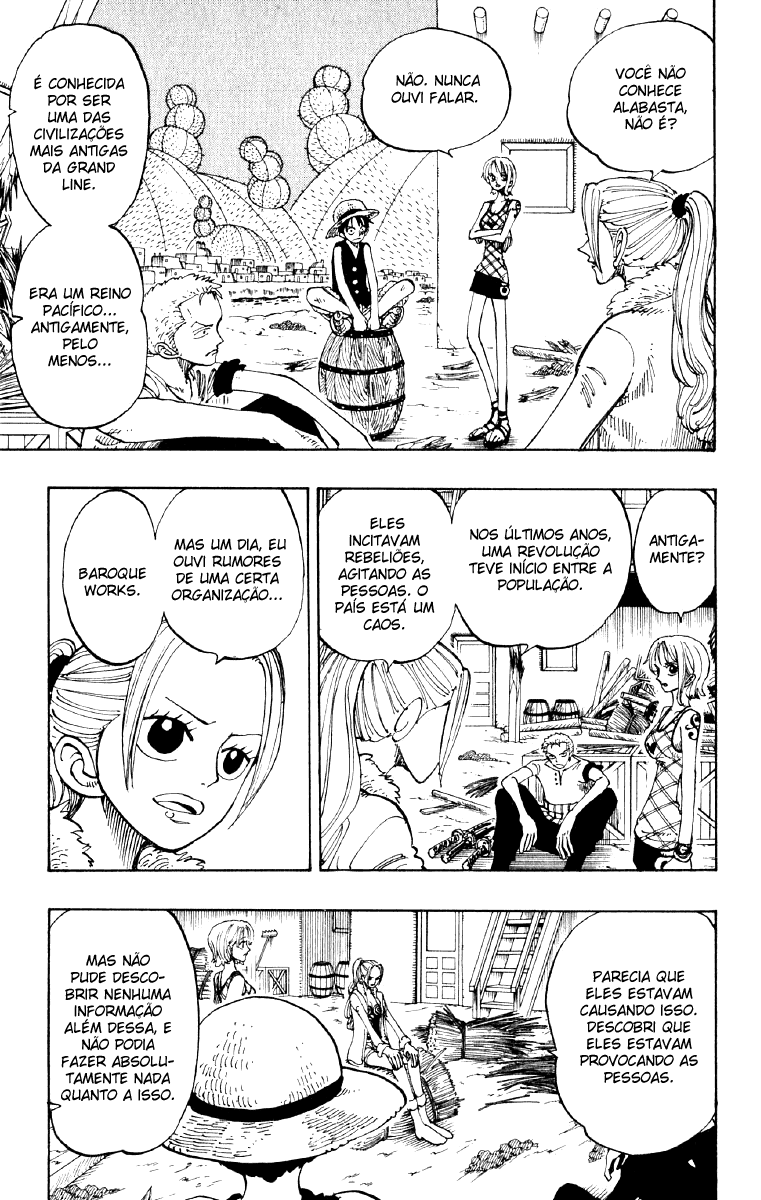 VOCÊ NÃO
CONHECE
ALABASTA,
NÃO É?
NÃO. NUNCA
OUVI FALAR.
É CONHECIDA
POR SER
UMA DAS
CIVILIZAÇÕES
MAIS ANTIGAS
DA GRAND
LINE.
ERA UM REINO
PACÍFICO...
ANTIGAMENTE,
PELO
MENOS...
ANTIGA-
MENTE?
NOS ÚLTIMOS ANOS,
UMA REVOLUÇÃO
TEVE INÍCIO ENTRE A
POPULAÇÃO.
ELES
INCITAVAM
REBELIÕES,
AGITANDO AS
PESSOAS. O
PAÍS ESTÁ UM
CAOS.
MAS UM DIA, EU
OUVI RUMORES
DE UMA CERTA
ORGANIZAÇÃO...
BAROQUE
WORKS.
PARECIA QUE
ELES ESTAVAM
CAUSANDO ISSO.
DESCOBRI QUE
ELES ESTAVAM
PROVOCANDO AS
PESSOAS.
MAS NÃO
PUDE DESCO-
BRIR NENHUMA
INFORMAÇÃO
ALÉM DESSA, E
NÃO PODIA
FAZER ABSOLU-
TAMENTE NADA
QUANTO A ISSO.